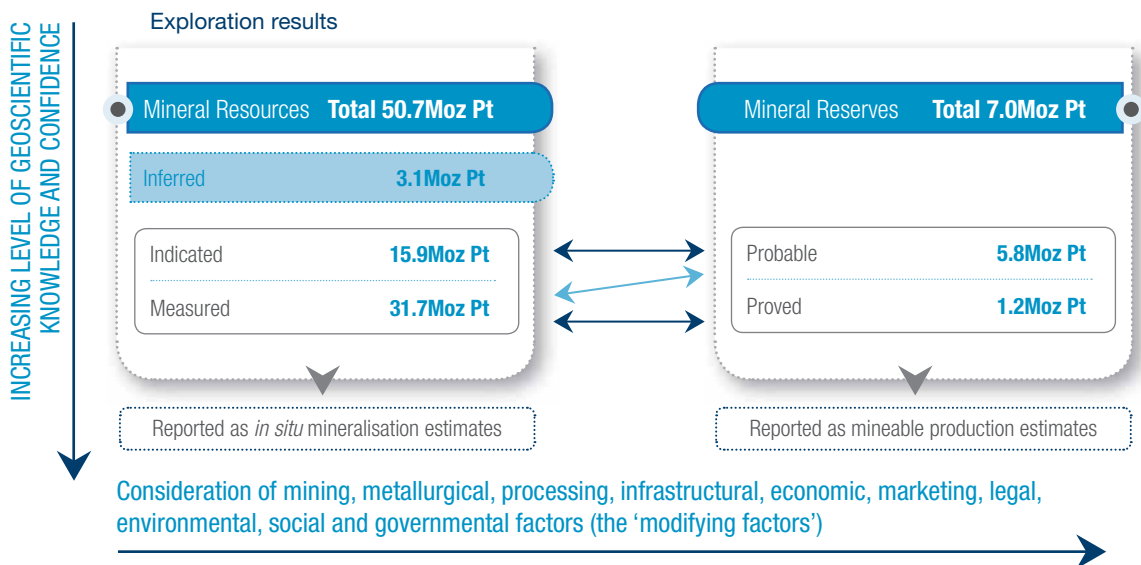 INCREASING LEVEL OF GEOSCIENTIFIC
KNOWLEDGE AND CONFIDENCE
Exploration results
Mineral Resources Total 50.7Moz Pt
Inferred 3.1Moz Pt
Indicated 15.9Moz Pt
Measured 31.7Moz Pt
Reported as in situ mineralisation estimates
Mineral Reserves Total 7.0Moz Pt
Probable 5.8Moz Pt
Proved 1.2Moz Pt
Reported as mineable production estimates
Consideration of mining, metallurgical, processing, infrastructural, economic, marketing, legal,
environmental, social and governmental factors (the ‘modifying factors’)